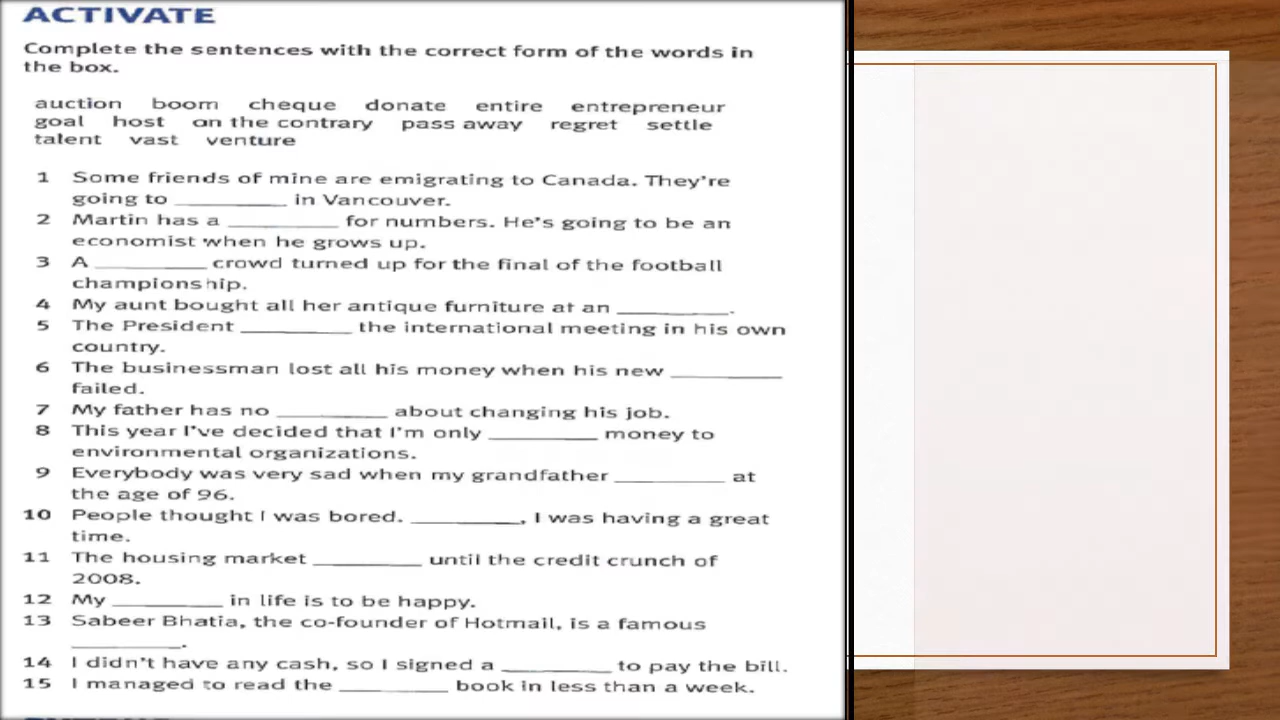 ACTIVATE
Complete the sentences with the correct form of the words in
the box.
auction boom cheque donate entire entrepreneur
goal host on the contrary pass away regret settle
talent vast venture
1 Some friends of mine are emigrating to Canada. They're
going to __________ in Vancouver.
2 Martin has a __________ for numbers. He's going to be an
economist when he grows up.
3 A __________ crowd turned up for the final of the football
championship.
4 My aunt bought all her antique furniture at an __________.
5 The President __________ the international meeting in his own
country.
6 The businessman lost all his money when his new __________
failed.
7 My father has no __________ about changing his job.
8 This year I've decided that I'm only __________ money to
environmental organizations.
9 Everybody was very sad when my grandfather __________ at
the age of 96.
10 People thought I was bored. __________, I was having a great
time.
11 The housing market __________ until the credit crunch of
2008.
12 My __________ in life is to be happy.
13 Sabeer Bhatia, the co-founder of Hotmail, is a famous
__________.
14 I didn't have any cash, so I signed a __________ to pay the bill.
15 I managed to read the __________ book in less than a week.